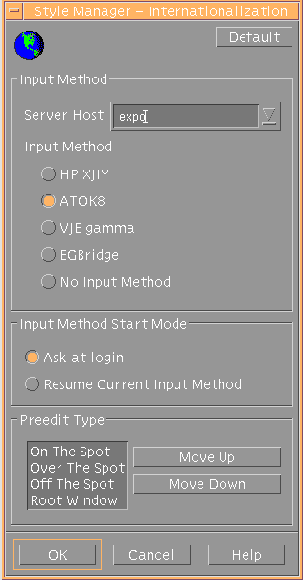 Style Manager - Internationalization
Default
Input Method
Server Host expo
Input Method
HP XJIM
ATOK8
VJE gamma
EGBridge
No Input Method
Input Method Start Mode
Ask at login
Resume Current Input Method
Preedit Type
On The Spot
Over The Spot
Off The Spot
Root Window
Move Up
Move Down
OK Cancel Help